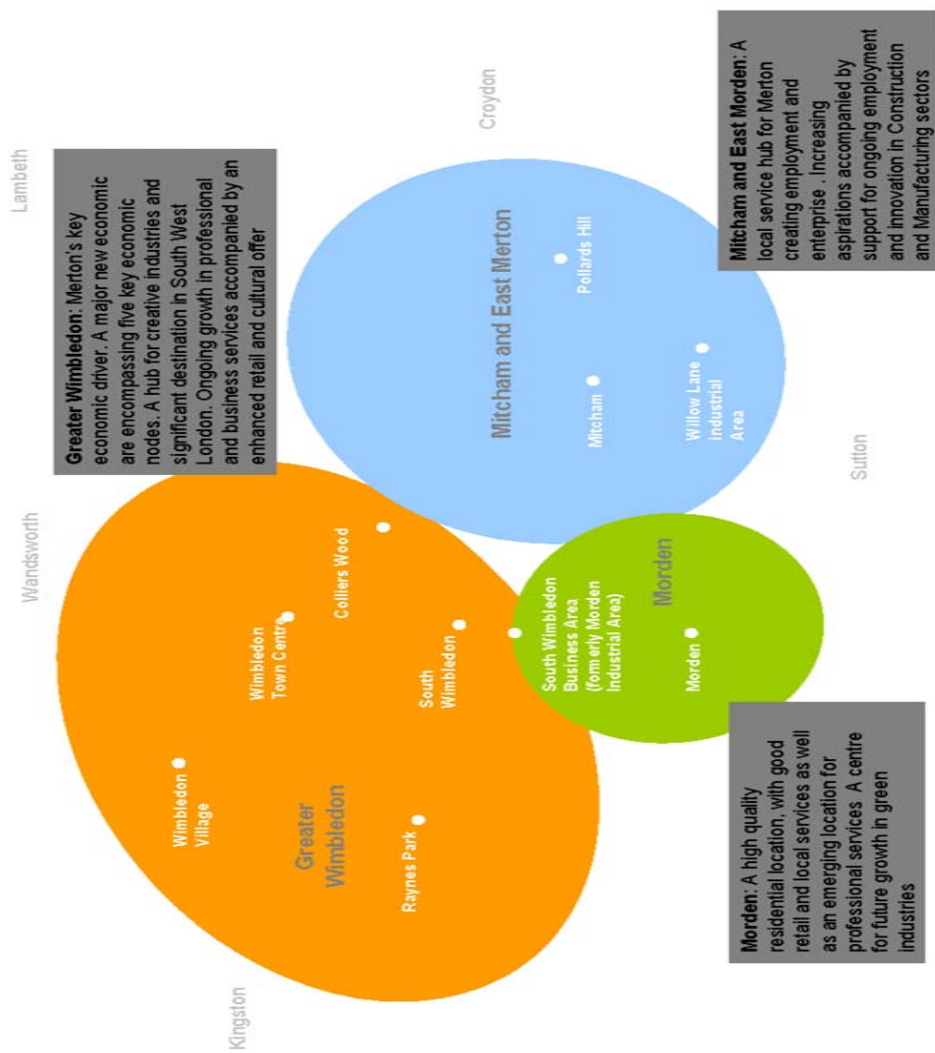 Lambeth
Wandsworth
Kingston
Croydon
Sutton
Greater Wimbledon: Merton's key
economic driver. A major new economic
are encompassing five key economic
nodes. A hub for creative industries and
significant destination in South West
London. Ongoing growth in professional
and business services accompanied by an
enhanced retail and cultural offer
Wimbledon
Village
Wimbledon
Town Centre
Colliers Wood
Greater
Wimbledon
Raynes Park
South
Wimbledon
Mitcham and East Merton
Pollards Hill
Mitcham
Willow Lane
industrial
Area
South Wimbledon
Business Area
(formerly Morden
Industrial Area)
Morden
Morden
Morden: A high quality
residential location, with good
retail and local services as well
as an emerging location for
professional services A centre
for future growth in green
industries
Mitcham and East Morden: A
local service hub for Merton
creating employment and
enterprise . Increasing
aspirations accompanied by
support for ongoing employment
and innovation in Construction
and Manufacturing sectors